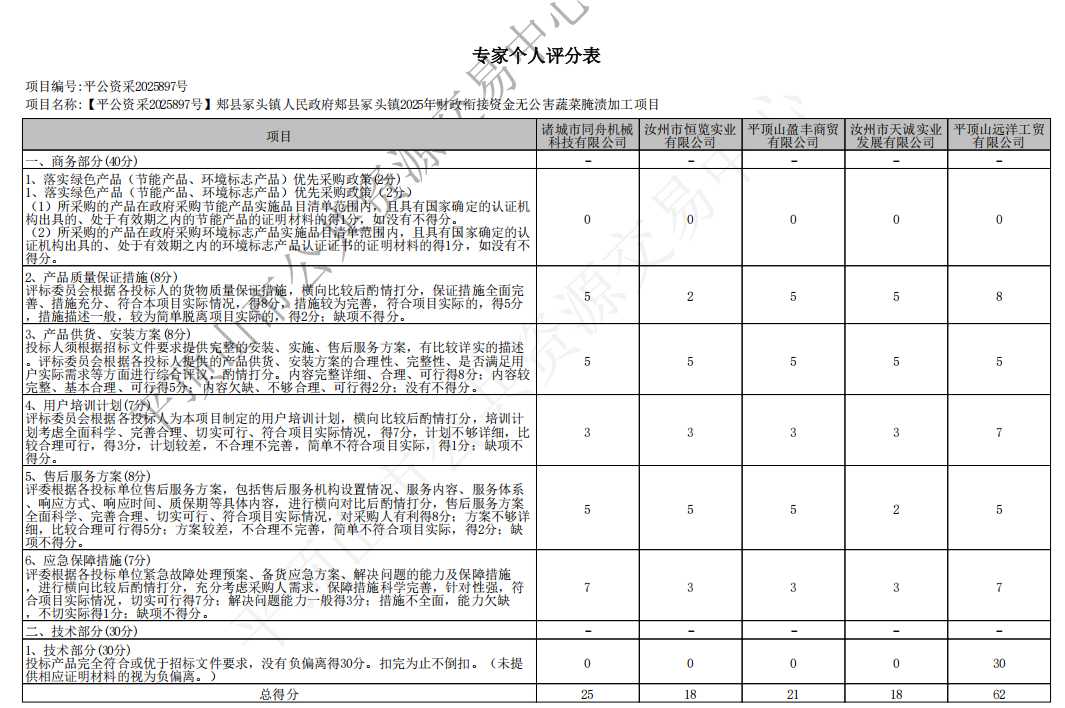 专家个人评分表
项目编号:平公资采2025897号
项目名称:【平公资采2025897号】郏县冢头镇人民政府郏县冢头镇2025年财政衔接资金无公害蔬菜腌渍加工项目
项目 诸城市同舟机械科技有限公司 汝州市恒览实业有限公司 平顶山盈丰商贸有限公司 汝州市天诚实业发展有限公司 平顶山远洋工贸有限公司
一、商务部分(40分) — — — — —
1、落实绿色产品（节能产品、环境标志产品）优先采购政策(2分)
1、落实绿色产品（节能产品、环境标志产品）优先采购政策（2分）
（1）所采购的产品在政府采购节能产品实施品目清单范围内，且具有国家确定的认证机
构出具的、处于有效期之内的节能产品的证明材料的得1分，如没有不得分。
（2）所采购的产品在政府采购环境标志产品实施品目清单范围内，且具有国家确定的认
证机构出具的、处于有效期之内的环境标志产品认证证书的证明材料的得1分，如没有不
得分。
0 0 0 0 0
2、产品质量保证措施(8分)
评标委员会根据各投标人的货物质量保证措施，横向比较后酌情打分，保证措施全面完
善、措施充分、符合本项目实际情况，得8分，措施较为完善，符合项目实际的，得5分
，措施描述一般，较为简单脱离项目实际的，得2分；缺项不得分。
5 2 5 5 8
3、产品供货、安装方案(8分)
投标人须根据招标文件要求提供完整的安装、实施、售后服务方案，有比较详实的描述
。评标委员会根据各投标人提供的产品供货、安装方案的合理性、完整性、是否满足用
户实际需求等方面进行综合评议，酌情打分。内容完整详细、合理、可行得8分；内容较
完整、基本合理、可行得5分；内容欠缺、不够合理、可行得2分；没有不得分。
5 5 5 5 5
4、用户培训计划(7分)
评标委员会根据各投标人为本项目制定的用户培训计划，横向比较后酌情打分，培训计
划考虑全面科学、完善合理、切实可行、符合项目实际情况，得7分，计划不够详细，比
较合理可行，得3分，计划较差，不合理不完善，简单不符合项目实际，得1分；缺项不
得分。
3 3 3 3 7
5、售后服务方案(8分)
评委根据各投标单位售后服务方案，包括售后服务机构设置情况、服务内容、服务体系
、响应方式、响应时间、质保期等具体内容，进行横向对比后酌情打分，售后服务方案
全面科学、完善合理、切实可行、符合项目实际情况，对采购人有利得8分；方案不够详
细，比较合理可行得5分；方案较差，不合理不完善，简单不符合项目实际，得2分；缺
项不得分。
5 5 5 2 5
6、应急保障措施(7分)
评委根据各投标单位紧急故障处理预案、备货应急方案、解决问题的能力及保障措施
，进行横向比较后酌情打分，充分考虑采购人需求，保障措施科学完善，针对性强，符
合项目实际情况，切实可行得7分；解决问题能力一般得3分；措施不全面，能力欠缺
，不切实际得1分；缺项不得分。
7 3 3 3 7
二、技术部分(30分) — — — — —
1、技术部分(30分)
投标产品完全符合或优于招标文件要求，没有负偏离得30分。扣完为止不倒扣。（未提
供相应证明材料的视为负偏离。）
0 0 0 0 30
总得分 25 18 21 18 62
平顶山市公共资源交易中心
平顶山市公共资源交易中心